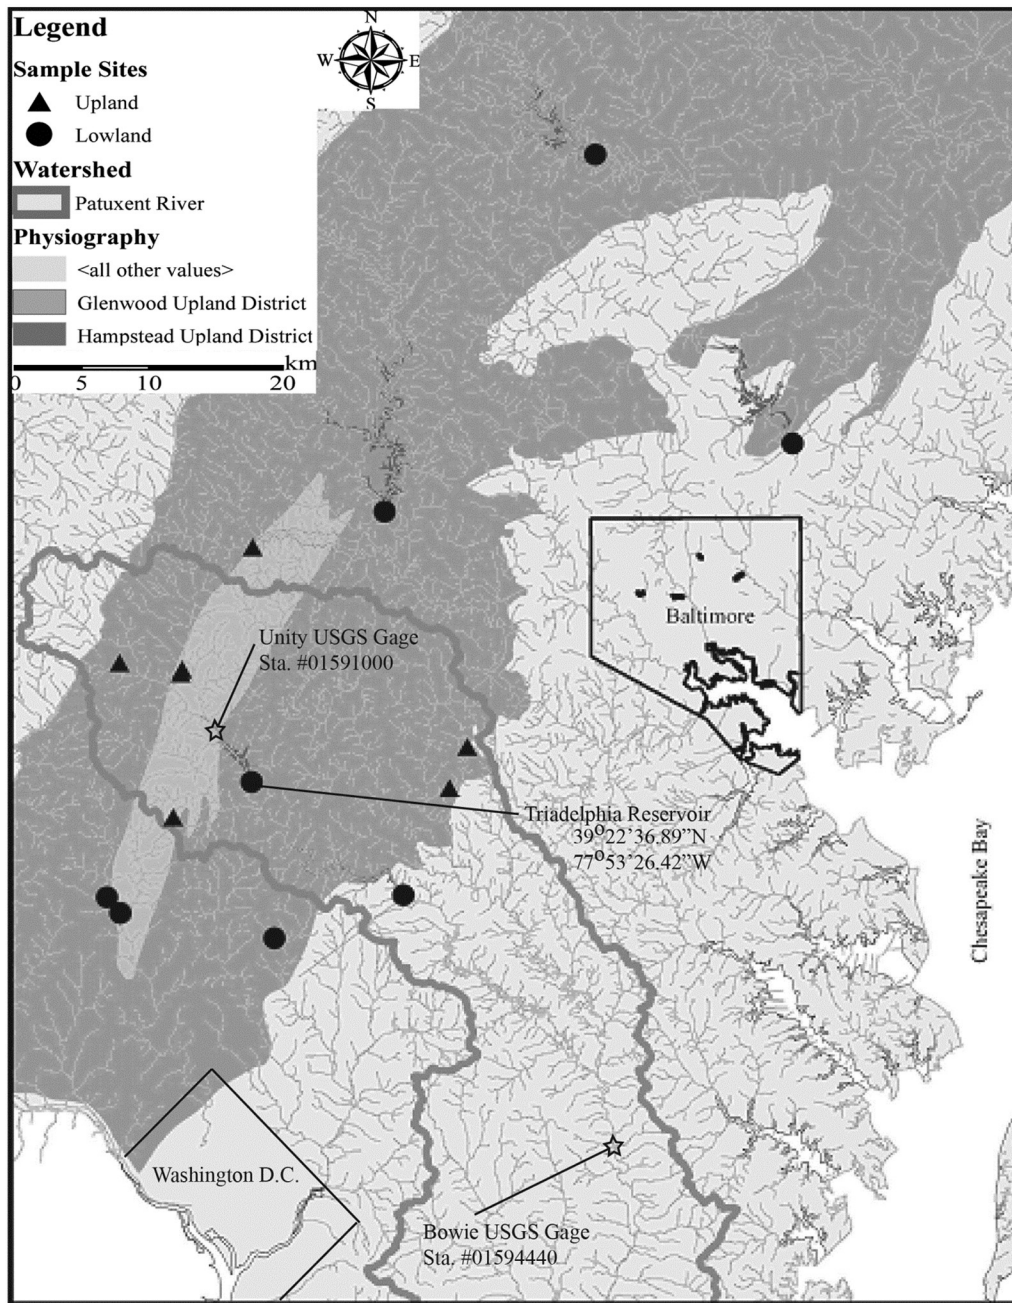 Legend
N
W
E
S
Sample Sites
Upland
Lowland
Watershed
Patuxent River
Physiography
<all other values>
Glenwood Upland District
Hampstead Upland District
km
0 5 10 20
Baltimore
Unity USGS Gage
Sta. #01591000
Triadelphia Reservoir
39°22'36.89"N
77°53'26.42"W
Chesapeake Bay
Washington D.C.
Bowie USGS Gage
Sta. #01594440